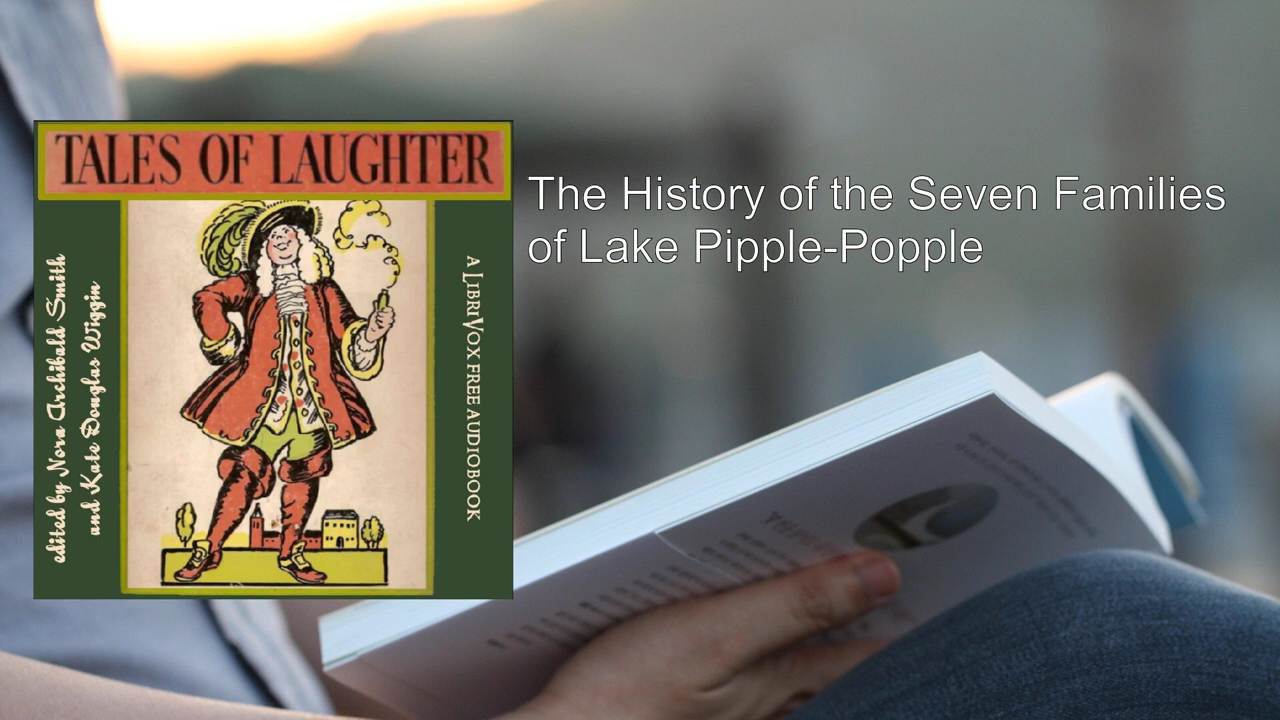 TALES OF LAUGHTER
edited by Nora Archibald Smith
and Kate Douglas Wiggin
A LIBRIVOX FREE AUDIOBOOK
The History of the Seven Families
of Lake Pipple-Popple